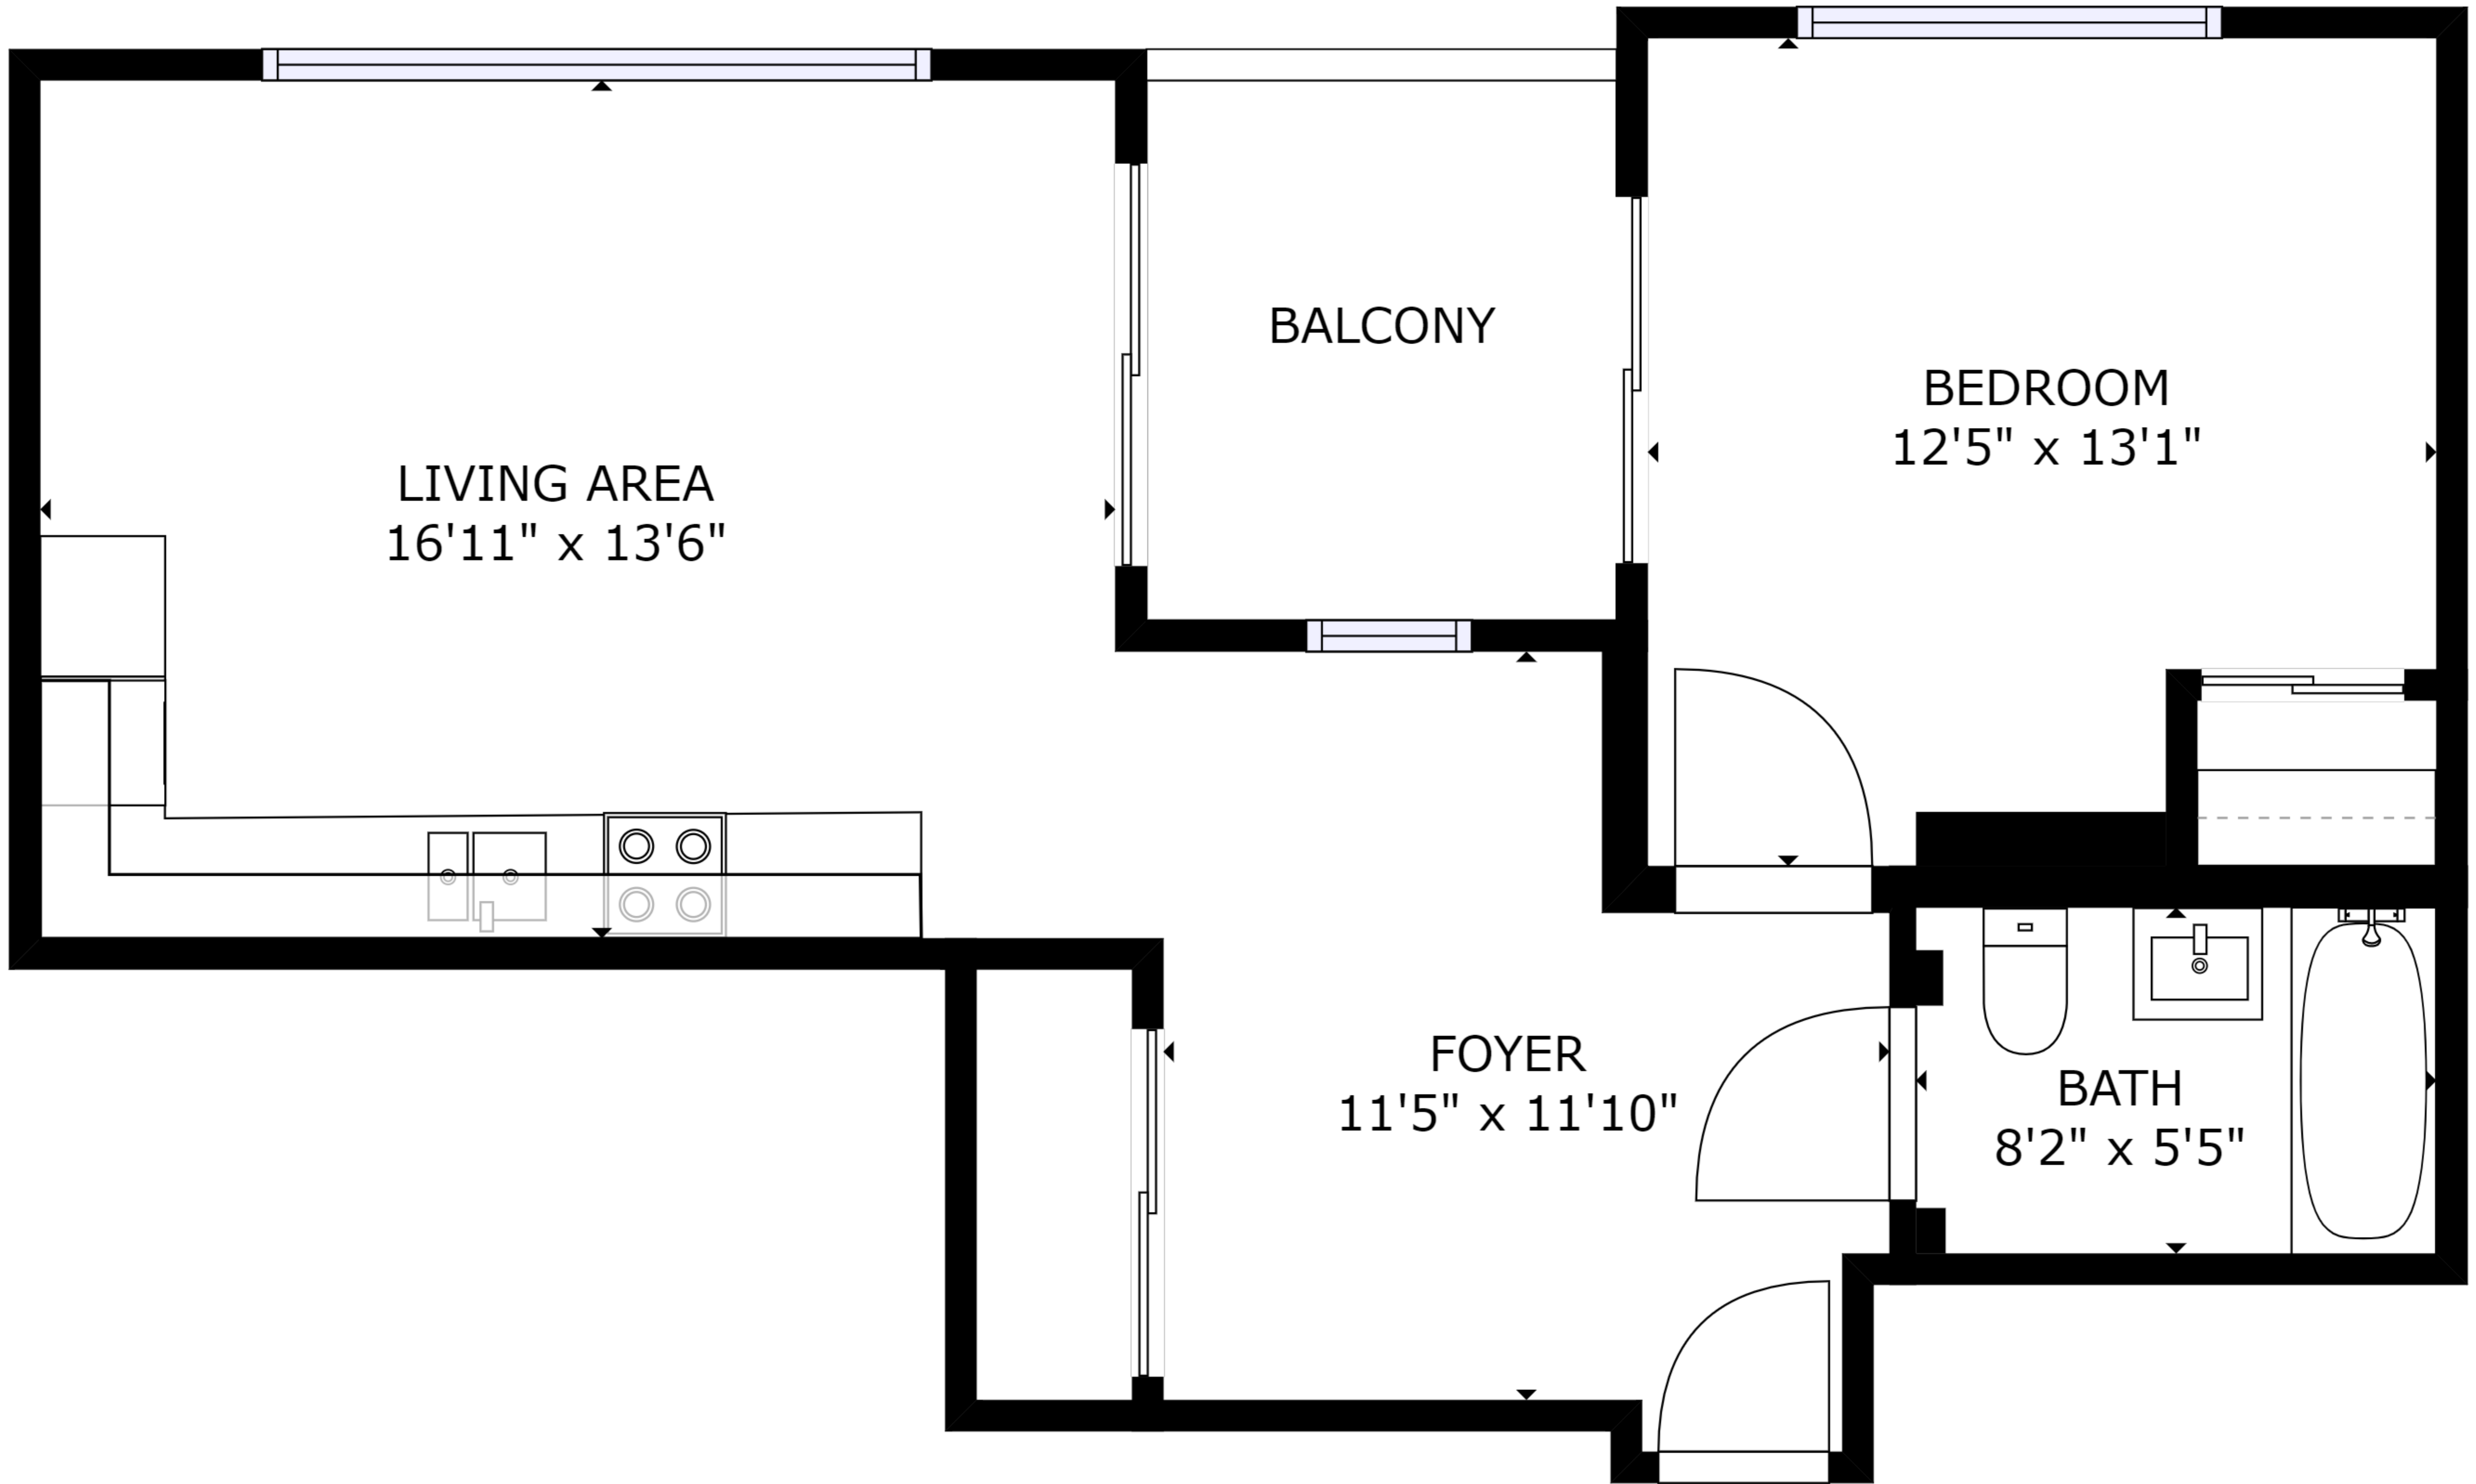 BALCONY
BEDROOM
12'5" x 13'1"
LIVING AREA
16'11" x 13'6"
FOYER
11'5" x 11'10"
BATH
8'2" x 5'5"